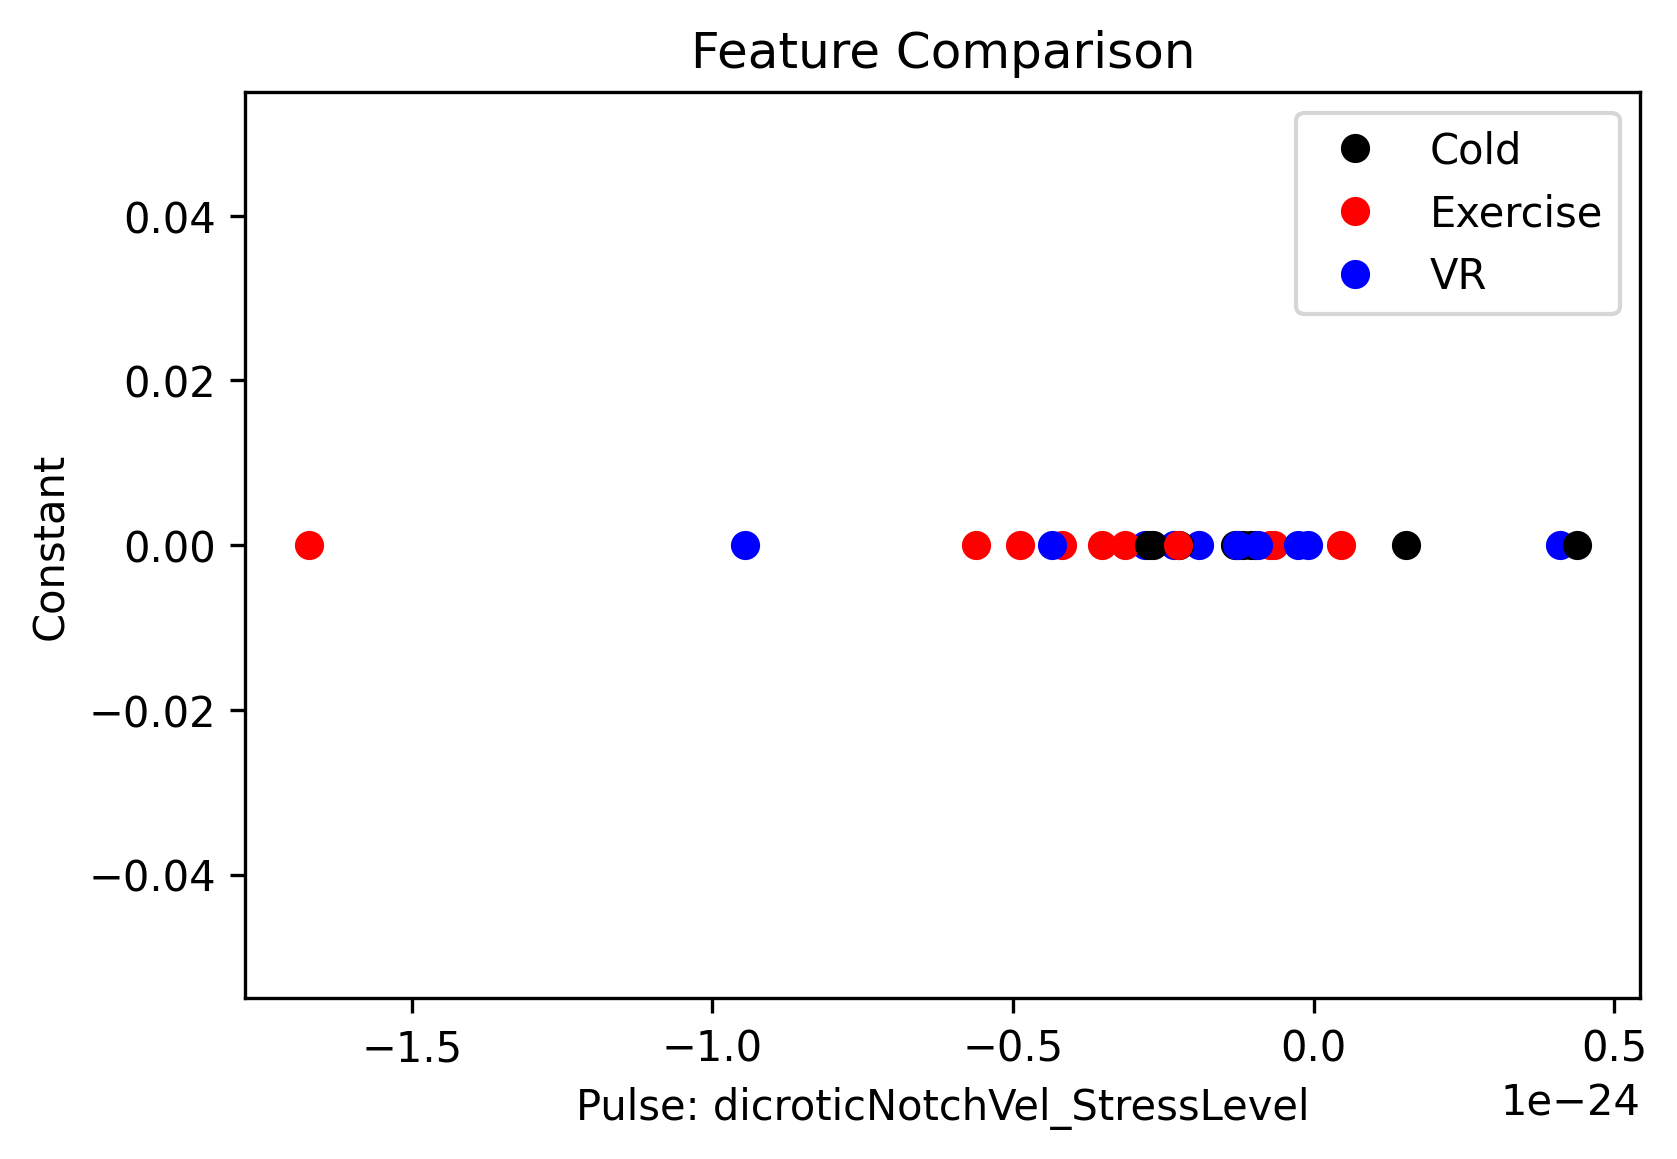 Feature Comparison
Cold
Exercise
VR
0.04
0.02
0.00
−0.02
−0.04
Constant
−1.5
−1.0
−0.5
0.0
0.5
1e−24
Pulse: dicroticNotchVel_StressLevel